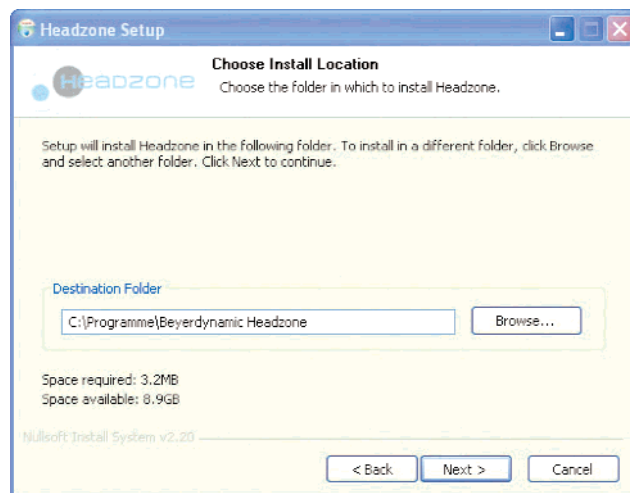 Headzone Setup
HEADZONE
Choose Install Location
Choose the folder in which to install Headzone.
Setup will install Headzone in the following folder. To install in a different folder, click Browse
and select another folder. Click Next to continue.
Destination Folder
C:\Programme\Beyerdynamic Headzone
Browse...
Space required: 3.2MB
Space available: 8.9GB
Nullsoft Install System v2.20
< Back
Next >
Cancel